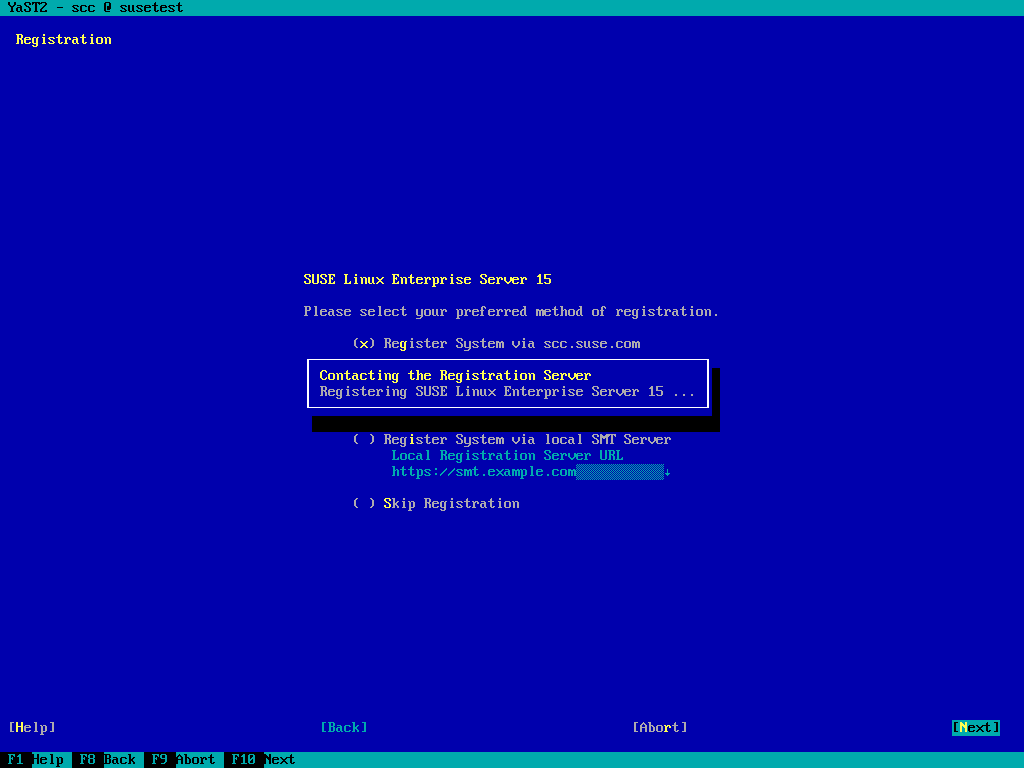 YaST2 - scc @ susetest
Registration
SUSE Linux Enterprise Server 15
Please select your preferred method of registration.
(x) Register System via scc.suse.com
Contacting the Registration Server
Registering SUSE Linux Enterprise Server 15 ...
( ) Register System via local SMT Server
Local Registration Server URL
https://smt.example.com
( ) Skip Registration
[Help] [Back] [Abort] [Next]
F1 Help F8 Back F9 Abort F10 Next